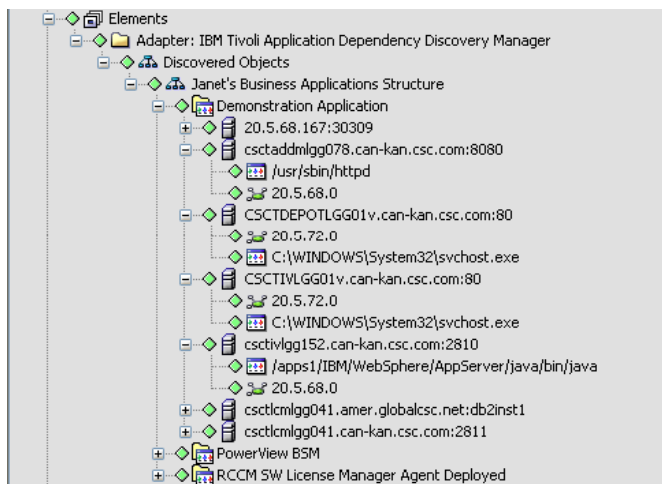 Elements
Adapter: IBM Tivoli Application Dependency Discovery Manager
Discovered Objects
Janet's Business Applications Structure
Demonstration Application
20.5.68.167:30309
csctaddmlgg078.can-kan.csc.com:8080
/usr/sbin/httpd
20.5.68.0
CSCTDEPOTLGG01v.can-kan.csc.com:80
20.5.72.0
C:\WINDOWS\System32\svchost.exe
CSCTIVLGG01v.can-kan.csc.com:80
20.5.72.0
C:\WINDOWS\System32\svchost.exe
csctivlgg152.can-kan.csc.com:2810
/apps1/IBM/WebSphere/AppServer/java/bin/java
20.5.68.0
csctlcmlgg041.amer.globalcsc.net:db2inst1
csctlcmlgg041.can-kan.csc.com:2811
PowerView BSM
RCCM SW License Manager Agent Deployed